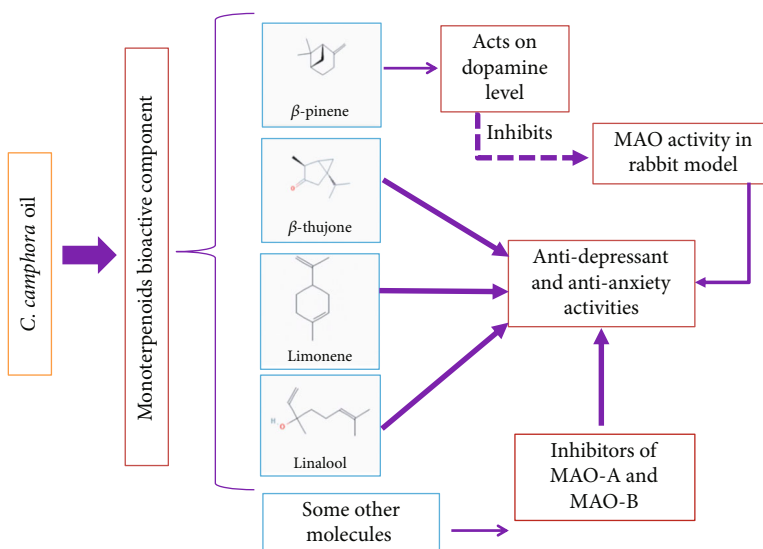 C. camphora oil
Monoterpenoids bioactive component
β-pinene
Acts on
dopamine
level
Inhibits
MAO activity in
rabbit model
β-thujone
Limonene
Anti-depressant
and anti-anxiety
activities
H O
Linalool
Inhibitors of
MAO-A and
MAO-B
Some other
molecules
O